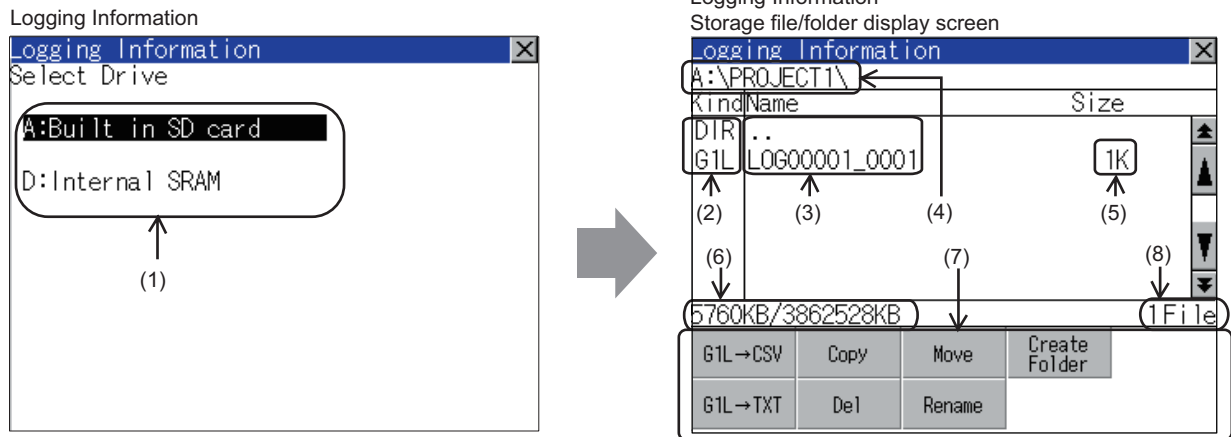 Logging Information
Logging Information
Select Drive
A:Built in SD card
D:Internal SRAM
(1)
Logging Information
Storage file/folder display screen
Logging Information
A:\PROJECT1\
Kind Name Size
DIR ..
G1L LOG00001_0001 1K
(2) (3) (4) (5)
(6) (7) (8)
5760KB/3862528KB 1File
G1L→CSV Copy Move Create Folder
G1L→TXT Del Rename